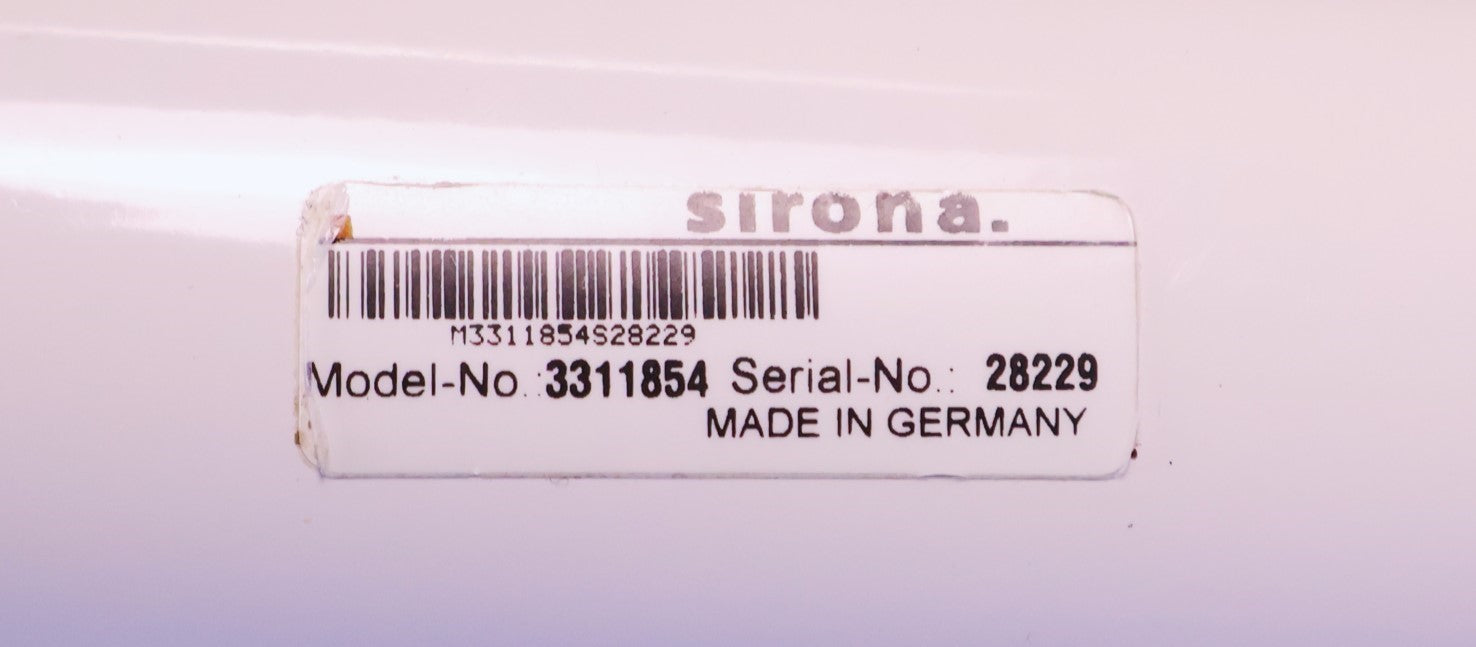 sirona.
M3311854S28229
Model-No.: 3311854 Serial-No.: 28229
MADE IN GERMANY